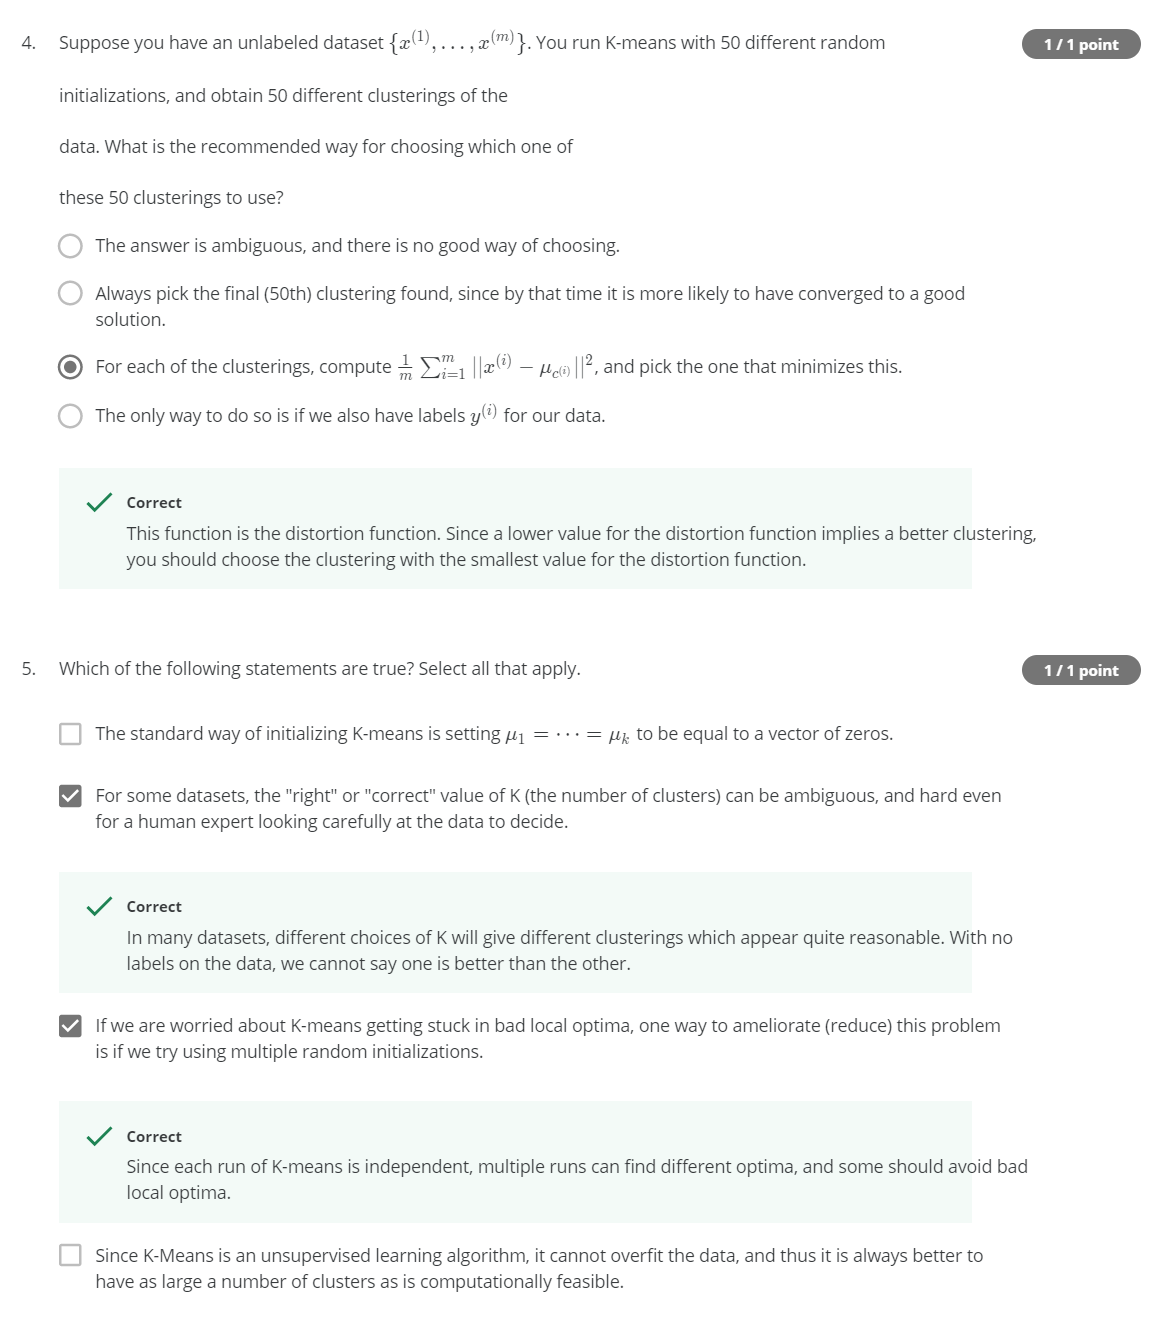 4. Suppose you have an unlabeled dataset {x^(1), ..., x^(m)}. You run K-means with 50 different random
1 / 1 point
initializations, and obtain 50 different clusterings of the
data. What is the recommended way for choosing which one of
these 50 clusterings to use?
The answer is ambiguous, and there is no good way of choosing.
Always pick the final (50th) clustering found, since by that time it is more likely to have converged to a good
solution.
For each of the clusterings, compute 1/m ∑_{i=1}^m ||x^(i) − μ_{c^(i)}||², and pick the one that minimizes this.
The only way to do so is if we also have labels y^(i) for our data.
Correct
This function is the distortion function. Since a lower value for the distortion function implies a better clustering,
you should choose the clustering with the smallest value for the distortion function.
5. Which of the following statements are true? Select all that apply.
1 / 1 point
The standard way of initializing K-means is setting μ₁ = ··· = μ_k to be equal to a vector of zeros.
For some datasets, the "right" or "correct" value of K (the number of clusters) can be ambiguous, and hard even
for a human expert looking carefully at the data to decide.
Correct
In many datasets, different choices of K will give different clusterings which appear quite reasonable. With no
labels on the data, we cannot say one is better than the other.
If we are worried about K-means getting stuck in bad local optima, one way to ameliorate (reduce) this problem
is if we try using multiple random initializations.
Correct
Since each run of K-means is independent, multiple runs can find different optima, and some should avoid bad
local optima.
Since K-Means is an unsupervised learning algorithm, it cannot overfit the data, and thus it is always better to
have as large a number of clusters as is computationally feasible.